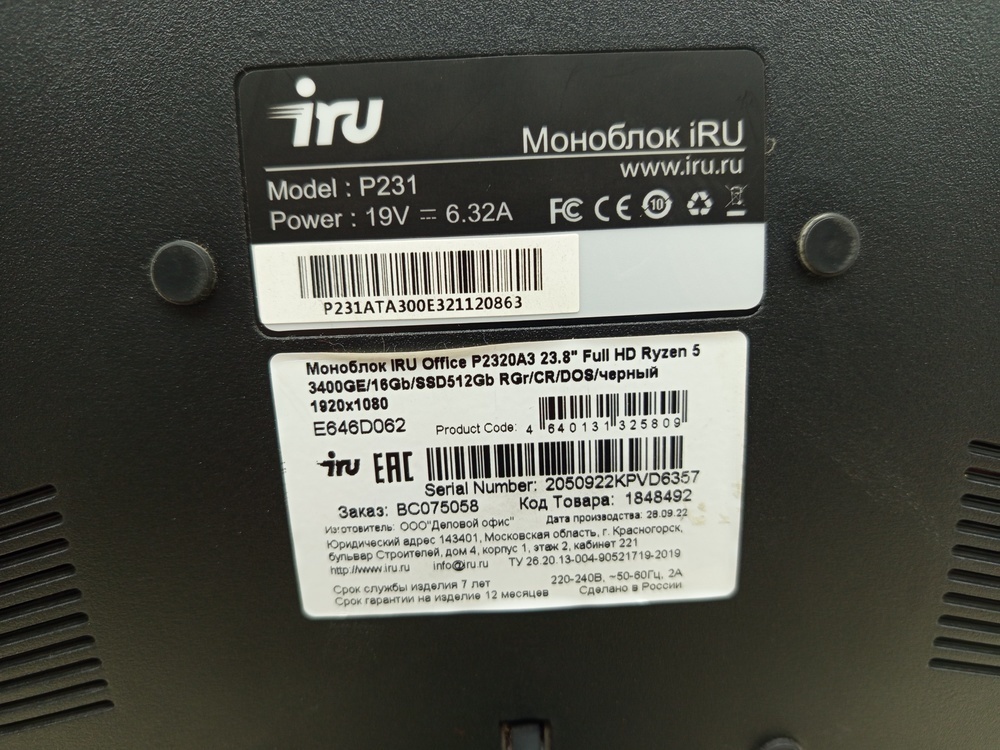 iru
Моноблок iRU
www.iru.ru
Model : P231
Power : 19V ⎓ 6.32A
FC CE 10
P231ATA300E321120863
Моноблок IRU Office P2320A3 23.8" Full HD Ryzen 5
3400GE/16Gb/SSD512Gb RGr/CR/DOS/черный
1920x1080
E646D062
Product Code: 4 640131 325809
iru EAC
Serial Number: 2050922KPVD6357
Заказ: BC075058 Код Товара: 1848492
Изготовитель: ООО"Деловой офис" Дата производства: 28.09.22
Юридический адрес 143401, Московская область, г. Красногорск,
бульвар Строителей, дом 4, корпус 1, этаж 2, кабинет 221
http://www.iru.ru info@iru.ru ТУ 26.20.13-004-90521719-2019
Срок службы изделия 7 лет 220-240В, ~50-60Гц, 2А
Срок гарантии на изделие 12 месяцев Сделано в России